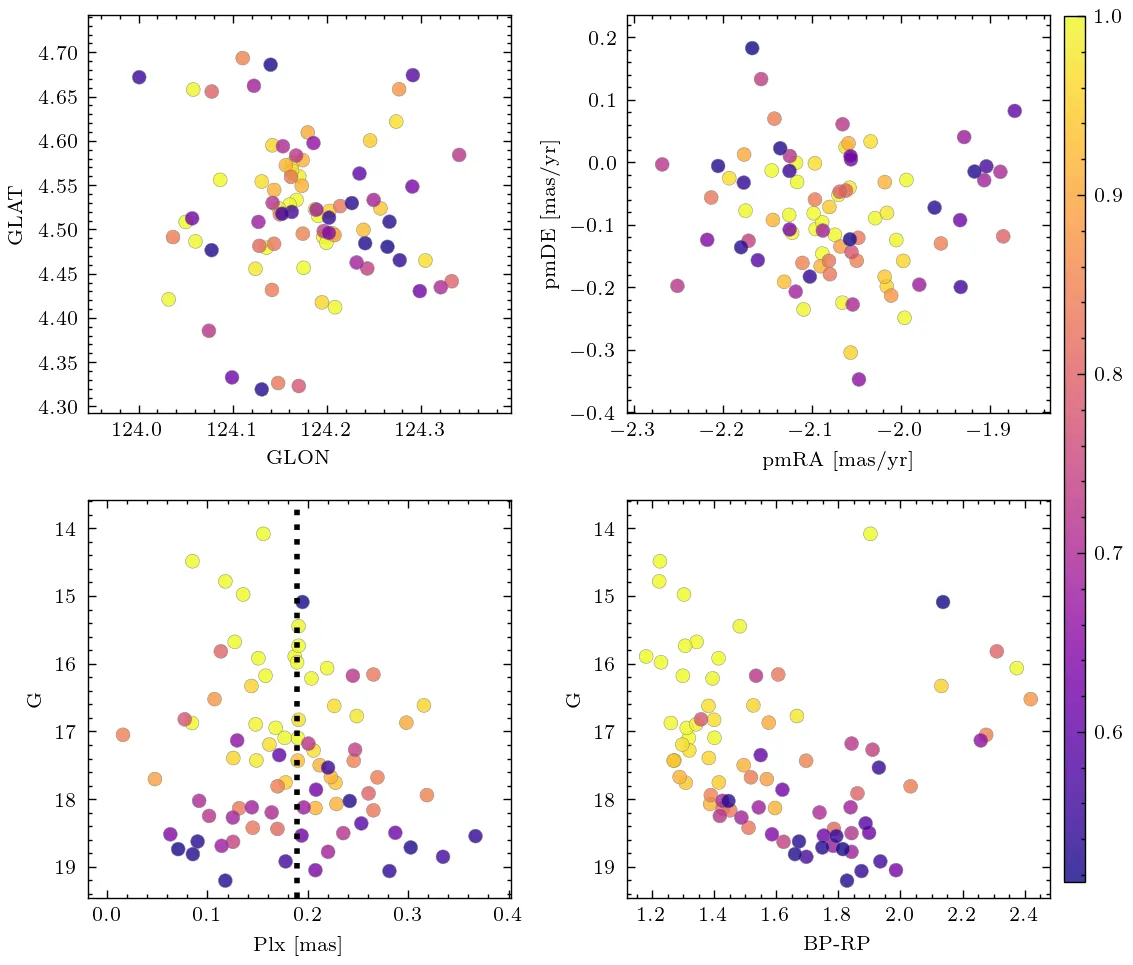 4.70
4.65
4.60
4.55
4.50
4.45
4.40
4.35
4.30
GLAT
124.0 124.1 124.2 124.3
GLON
0.2
0.1
0.0
−0.1
−0.2
−0.3
−0.4
pmDE [mas/yr]
−2.3 −2.2 −2.1 −2.0 −1.9
pmRA [mas/yr]
14
15
16
17
18
19
G
0.0 0.1 0.2 0.3 0.4
Plx [mas]
14
15
16
17
18
19
G
1.2 1.4 1.6 1.8 2.0 2.2 2.4
BP-RP
1.0
0.9
0.8
0.7
0.6